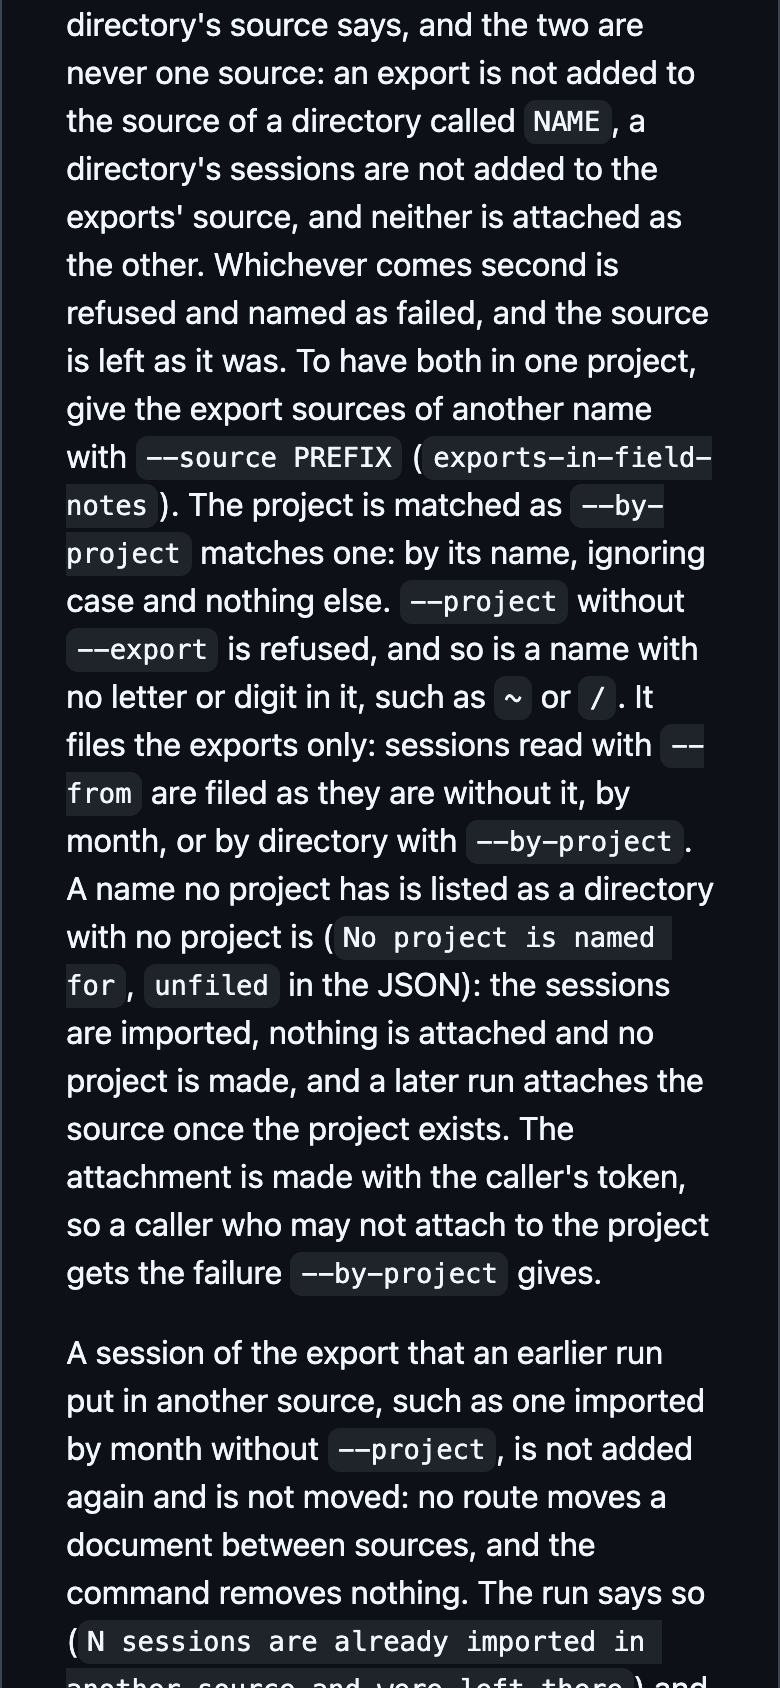 directory's source says, and the two are
never one source: an export is not added to
the source of a directory called NAME, a
directory's sessions are not added to the
exports' source, and neither is attached as
the other. Whichever comes second is
refused and named as failed, and the source
is left as it was. To have both in one project,
give the export sources of another name
with --source PREFIX (exports-in-field-
notes). The project is matched as --by-
project matches one: by its name, ignoring
case and nothing else. --project without
--export is refused, and so is a name with
no letter or digit in it, such as ~ or /. It
files the exports only: sessions read with --
from are filed as they are without it, by
month, or by directory with --by-project.
A name no project has is listed as a directory
with no project is (No project is named
for, unfiled in the JSON): the sessions
are imported, nothing is attached and no
project is made, and a later run attaches the
source once the project exists. The
attachment is made with the caller's token,
so a caller who may not attach to the project
gets the failure --by-project gives.
A session of the export that an earlier run
put in another source, such as one imported
by month without --project, is not added
again and is not moved: no route moves a
document between sources, and the
command removes nothing. The run says so
(N sessions are already imported in
another source and were left there) and